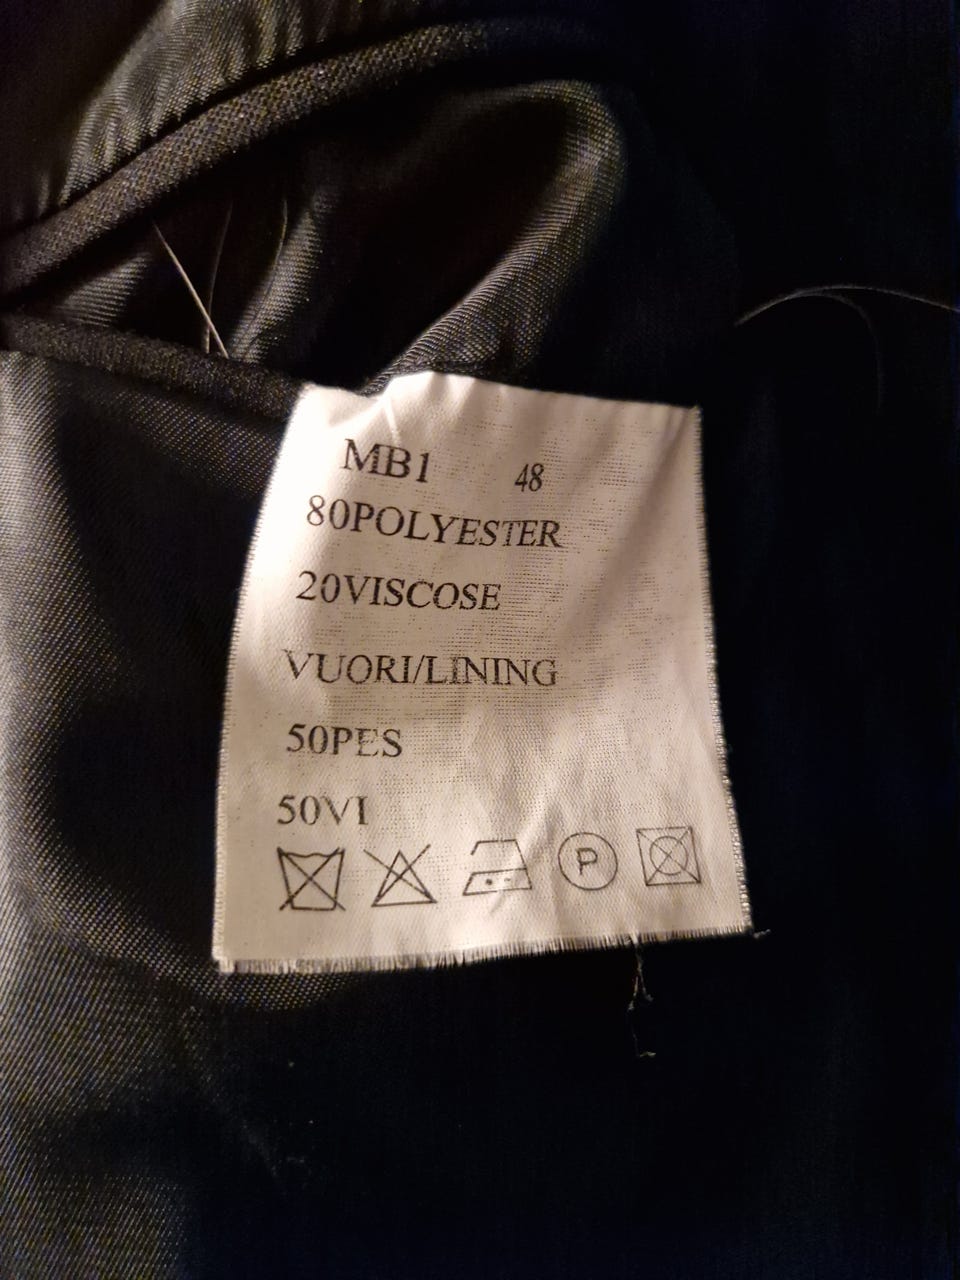 MB1 48
80POLYESTER
20VISCOSE
VUORI/LINING
50PES
50VI
P